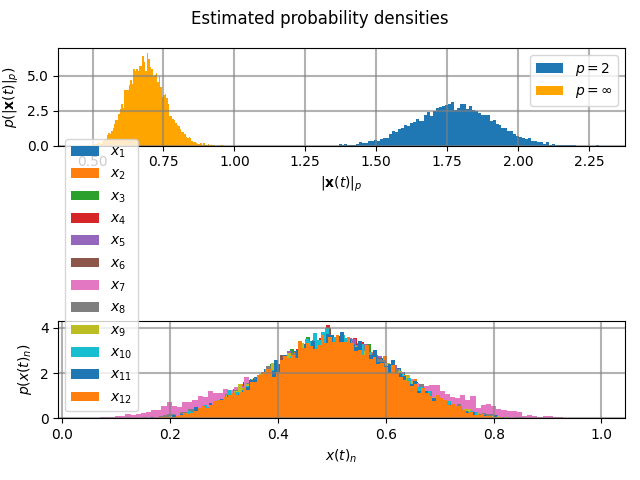 Estimated probability densities
p(|x(t)|p)
5.0
2.5
0.0
p = 2
p = ∞
0.50 0.75 1.00 1.25 1.50 1.75 2.00 2.25
|x(t)|p
x1
x2
x3
x4
x5
x6
x7
x8
x9
x10
x11
x12
p(x(t)n)
4
2
0
0.0 0.2 0.4 0.6 0.8 1.0
x(t)n